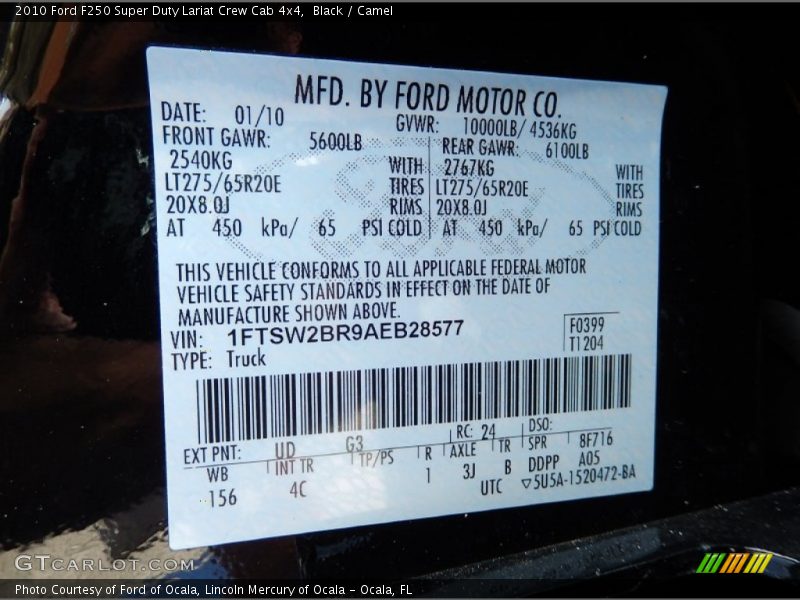 2010 Ford F250 Super Duty Lariat Crew Cab 4x4, Black / Camel
MFD. BY FORD MOTOR CO.
DATE: 01/10 GVWR: 10000LB/ 4536KG
FRONT GAWR: 5600LB REAR GAWR: 6100LB
2540KG WITH 2767KG WITH
LT275/65R20E TIRES LT275/65R20E TIRES
20X8.0J RIMS 20X8.0J RIMS
AT 450 kPa/ 65 PSI COLD AT 450 kPa/ 65 PSI COLD
THIS VEHICLE CONFORMS TO ALL APPLICABLE FEDERAL MOTOR
VEHICLE SAFETY STANDARDS IN EFFECT ON THE DATE OF
MANUFACTURE SHOWN ABOVE.
VIN: 1FTSW2BR9AEB28577 F0399
TYPE: Truck T1204
EXT PNT: UD G3 RC: 24 DSO:
WB INT TR TP/PS R AXLE TR SPR 8F716
156 4C 1 3J B DDPP A05
UTC ▽5U5A-1520472-BA
GTCARLOT.COM
Photo Courtesy of Ford of Ocala, Lincoln Mercury of Ocala - Ocala, FL